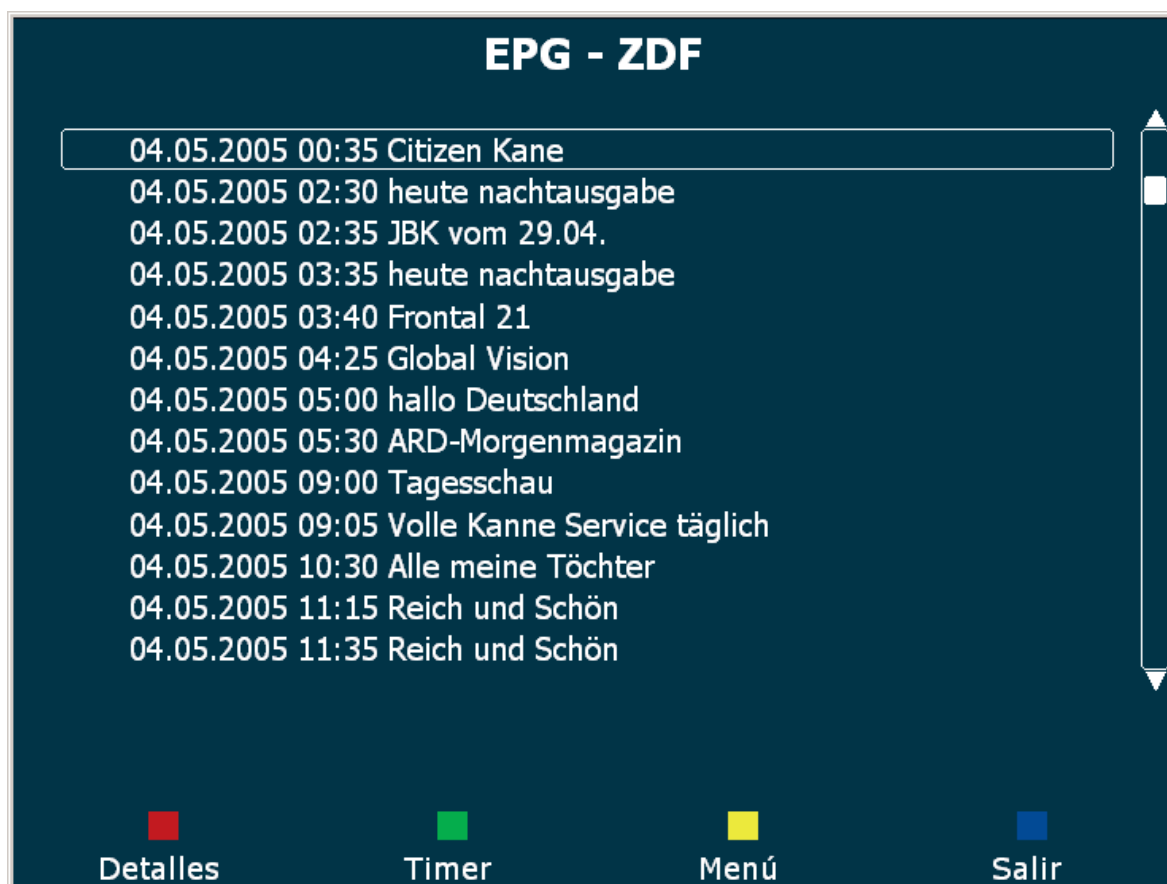 EPG - ZDF
04.05.2005 00:35 Citizen Kane
04.05.2005 02:30 heute nachtausgabe
04.05.2005 02:35 JBK vom 29.04.
04.05.2005 03:35 heute nachtausgabe
04.05.2005 03:40 Frontal 21
04.05.2005 04:25 Global Vision
04.05.2005 05:00 hallo Deutschland
04.05.2005 05:30 ARD-Morgenmagazin
04.05.2005 09:00 Tagesschau
04.05.2005 09:05 Volle Kanne Service täglich
04.05.2005 10:30 Alle meine Töchter
04.05.2005 11:15 Reich und Schön
04.05.2005 11:35 Reich und Schön
Detalles Timer Menú Salir